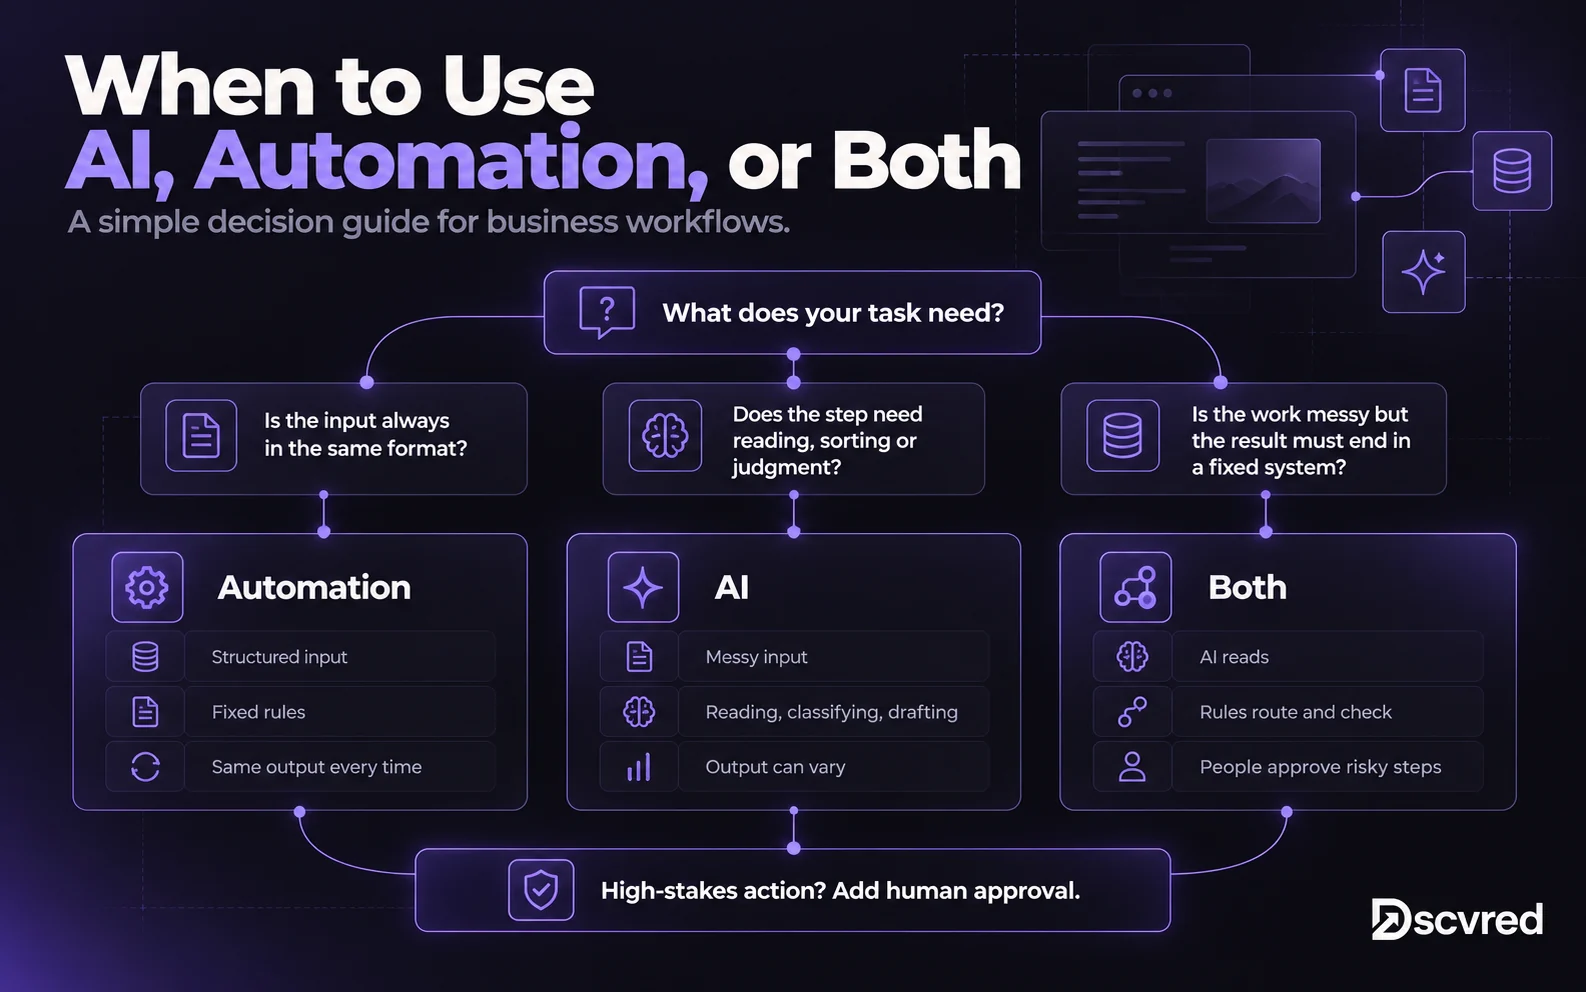 When to Use
AI, Automation, or Both
A simple decision guide for business workflows.
What does your task need?
Is the input always
in the same format?
Does the step need
reading, sorting or
judgment?
Is the work messy but
the result must end in
a fixed system?
Automation
Structured input
Fixed rules
Same output every time
AI
Messy input
Reading, classifying, drafting
Output can vary
Both
AI reads
Rules route and check
People approve risky steps
High-stakes action? Add human approval.
Dscvred